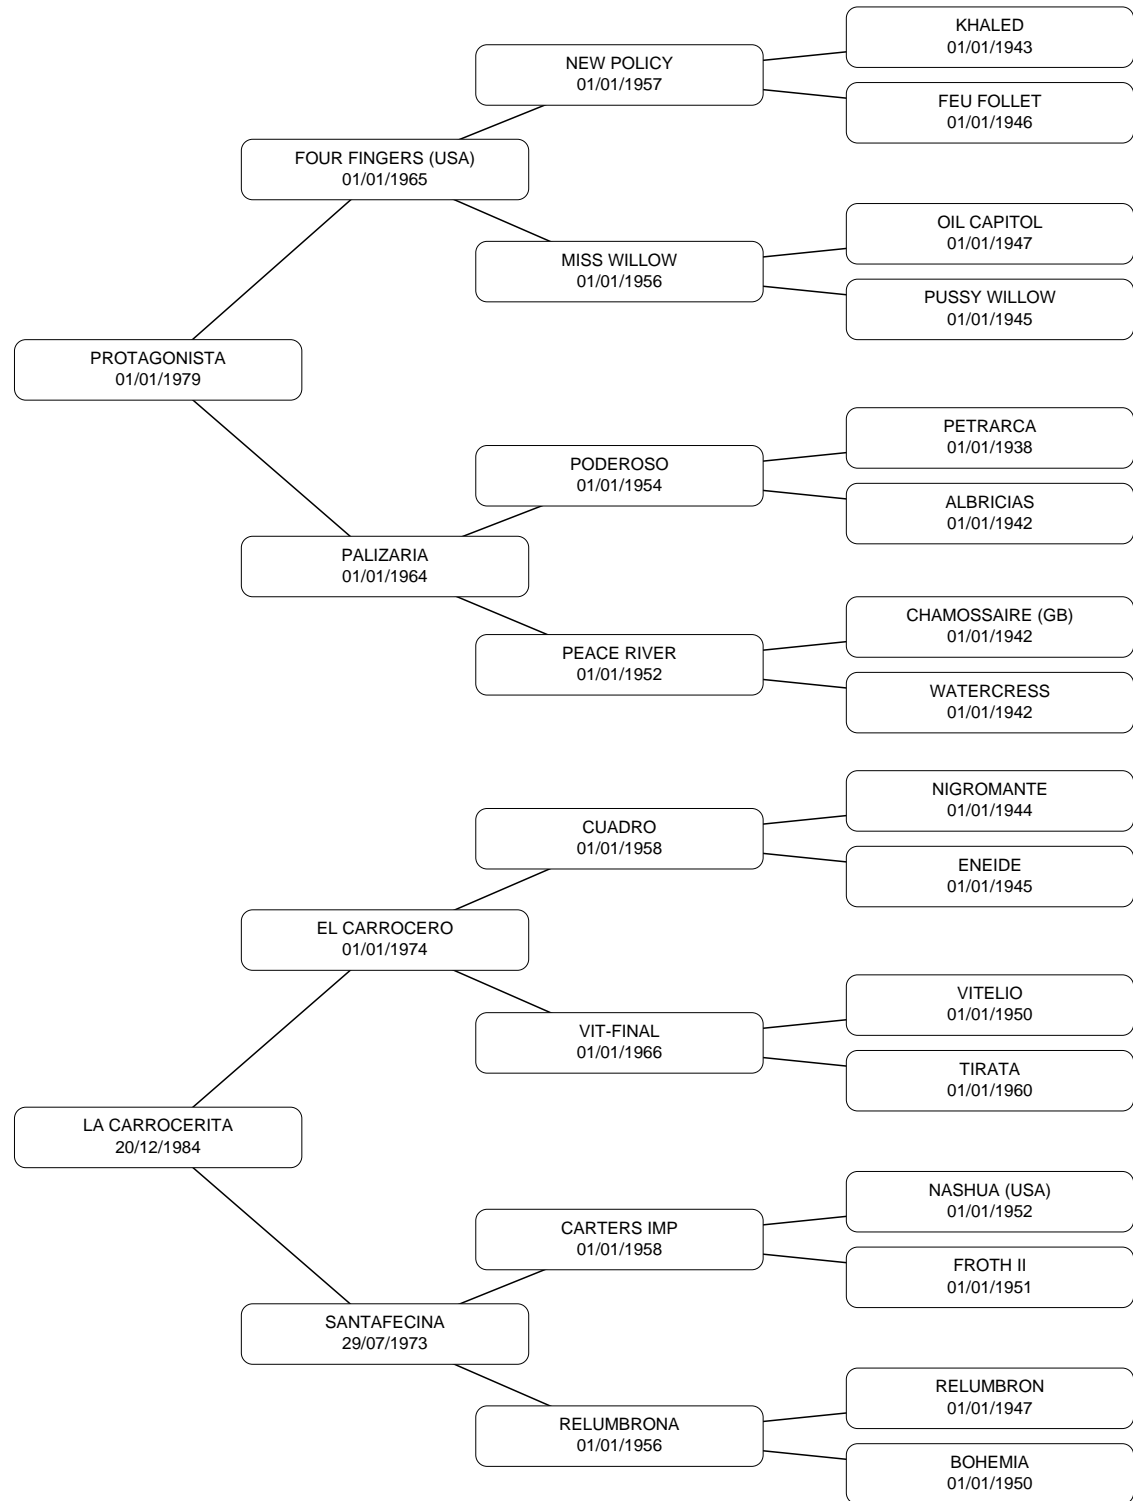 KHALED
01/01/1943
NEW POLICY
01/01/1957
FEU FOLLET
01/01/1946
FOUR FINGERS (USA)
01/01/1965
OIL CAPITOL
01/01/1947
MISS WILLOW
01/01/1956
PUSSY WILLOW
01/01/1945
PROTAGONISTA
01/01/1979
PETRARCA
01/01/1938
PODEROSO
01/01/1954
ALBRICIAS
01/01/1942
PALIZARIA
01/01/1964
CHAMOSSAIRE (GB)
01/01/1942
PEACE RIVER
01/01/1952
WATERCRESS
01/01/1942
NIGROMANTE
01/01/1944
CUADRO
01/01/1958
ENEIDE
01/01/1945
EL CARROCERO
01/01/1974
VITELIO
01/01/1950
VIT-FINAL
01/01/1966
TIRATA
01/01/1960
LA CARROCERITA
20/12/1984
NASHUA (USA)
01/01/1952
CARTERS IMP
01/01/1958
FROTH II
01/01/1951
SANTAFECINA
29/07/1973
RELUMBRON
01/01/1947
RELUMBRONA
01/01/1956
BOHEMIA
01/01/1950